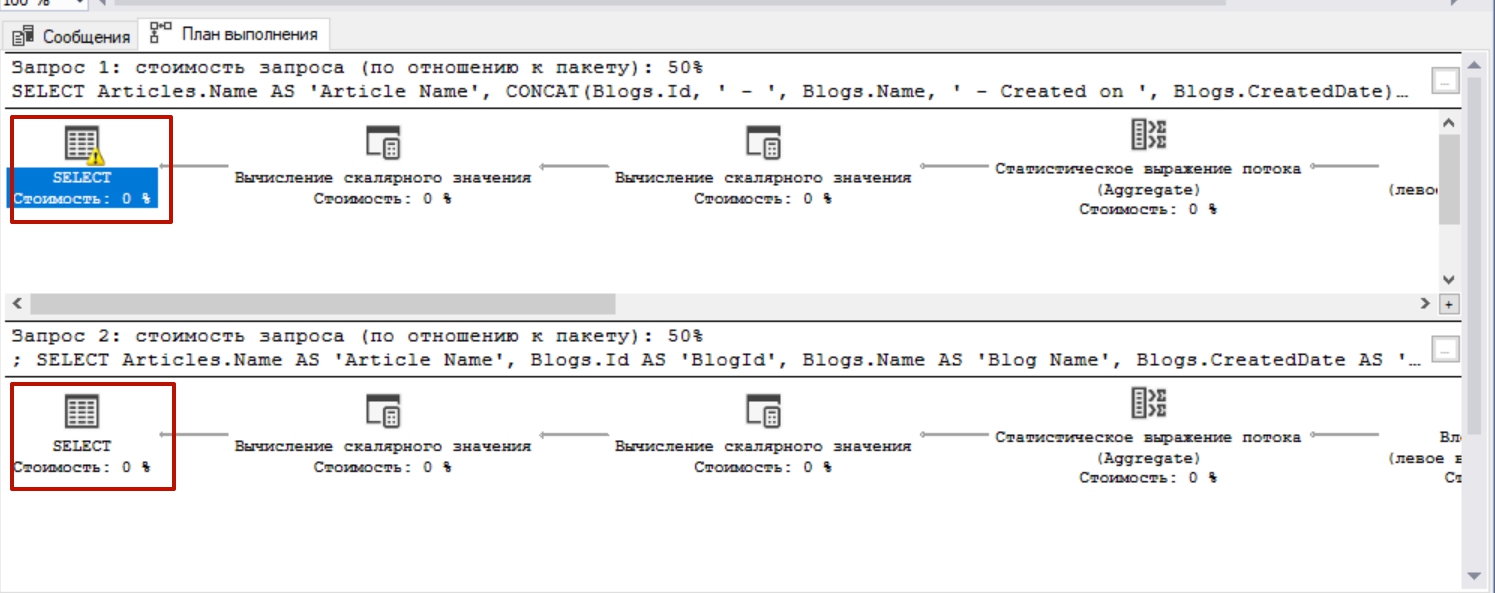 100 %
Сообщения План выполнения
Запрос 1: стоимость запроса (по отношению к пакету): 50%
SELECT Articles.Name AS 'Article Name', CONCAT(Blogs.Id, ' - ', Blogs.Name, ' - Created on ', Blogs.CreatedDate)…
SELECT
Стоимость: 0 %
Вычисление скалярного значения
Стоимость: 0 %
Вычисление скалярного значения
Стоимость: 0 %
Статистическое выражение потока
(Aggregate)
Стоимость: 0 %
Запрос 2: стоимость запроса (по отношению к пакету): 50%
; SELECT Articles.Name AS 'Article Name', Blogs.Id AS 'BlogId', Blogs.Name AS 'Blog Name', Blogs.CreatedDate AS '…
SELECT
Стоимость: 0 %
Вычисление скалярного значения
Стоимость: 0 %
Вычисление скалярного значения
Стоимость: 0 %
Статистическое выражение потока
(Aggregate)
Стоимость: 0 %
(левое